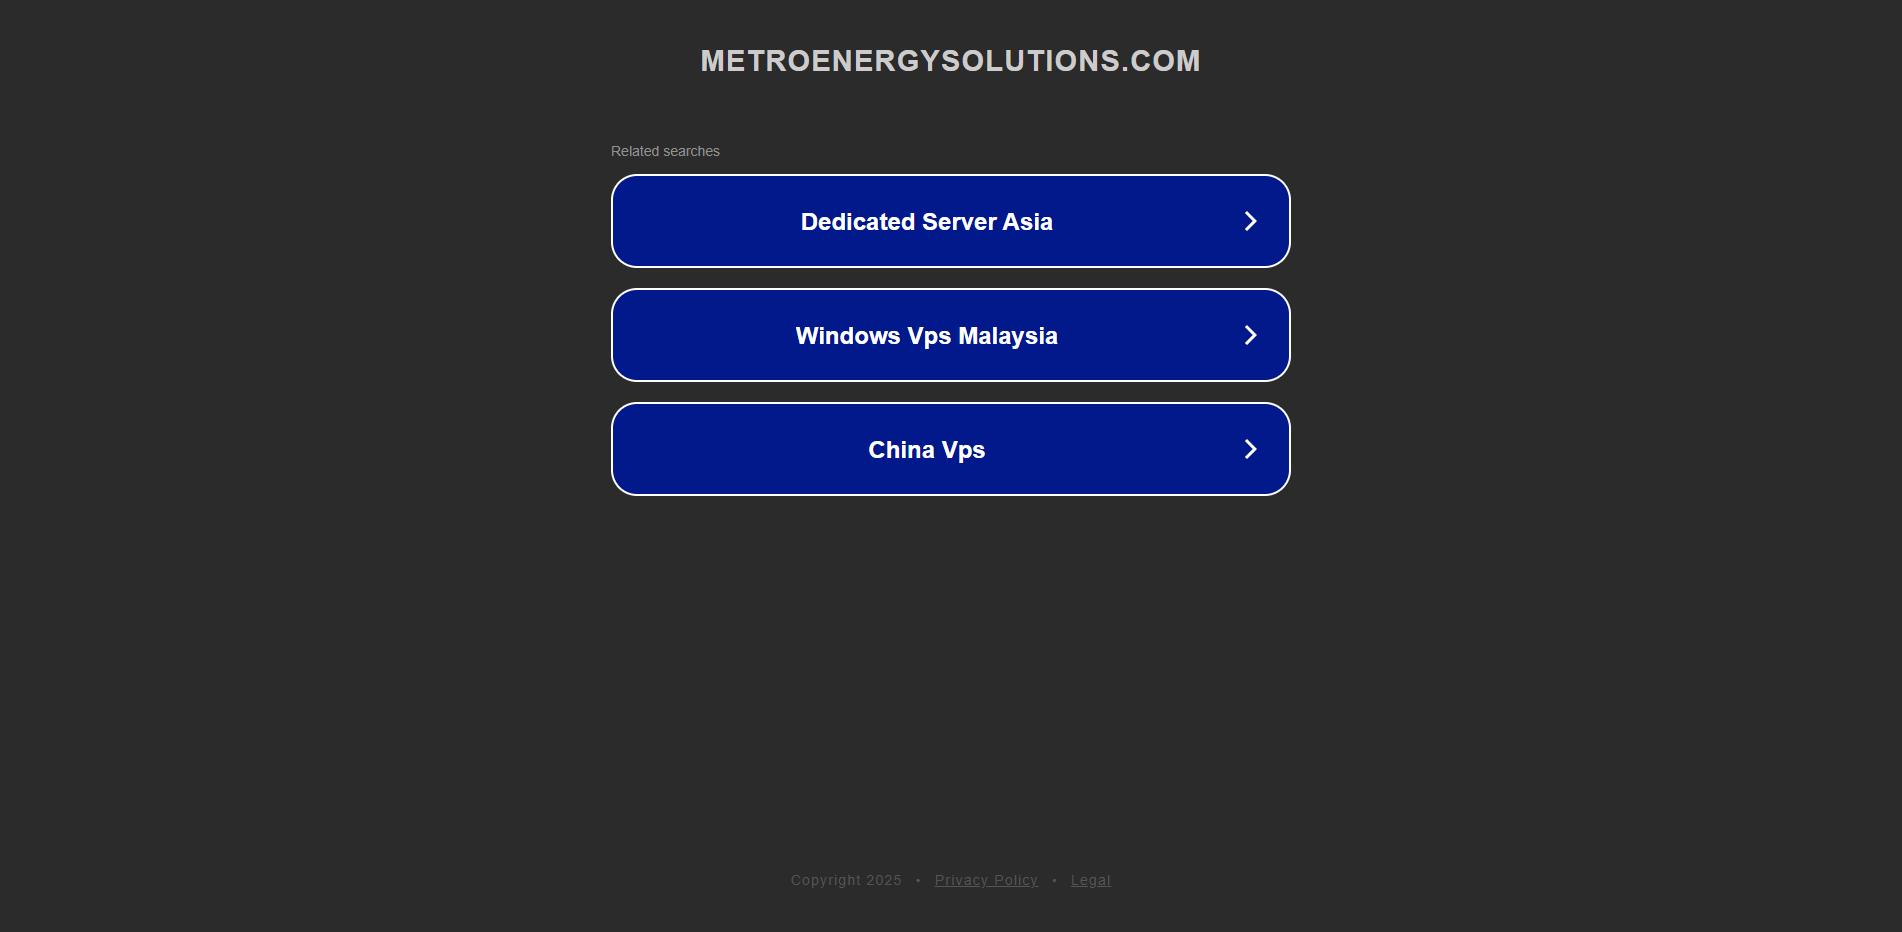 METROENERGYSOLUTIONS.COM
Related searches
Dedicated Server Asia
Windows Vps Malaysia
China Vps
Copyright 2025 • Privacy Policy • Legal